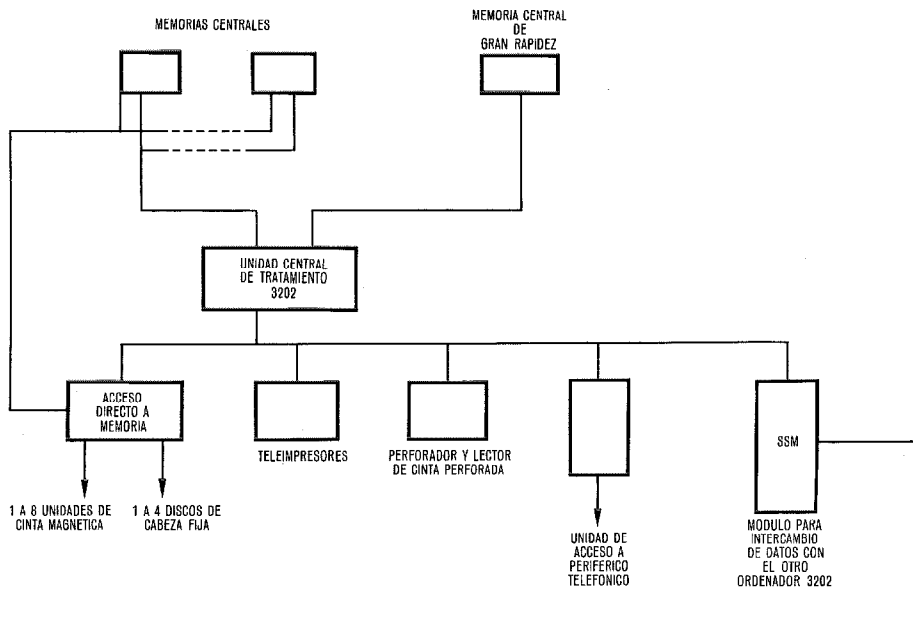 MEMORIAS CENTRALES
MEMORIA CENTRAL
DE
GRAN RAPIDEZ
UNIDAD CENTRAL
DE TRATAMIENTO
3202
ACCESO
DIRECTO A
MEMORIA
TELEIMPRESORES
PERFORADOR Y LECTOR
DE CINTA PERFORADA
SSM
1 A 8 UNIDADES DE
CINTA MAGNETICA
1 A 4 DISCOS DE
CABEZA FIJA
UNIDAD DE
ACCESO A
PERIFERICO
TELEFONICO
MODULO PARA
INTERCAMBIO
DE DATOS CON
EL OTRO
ORDENADOR 3202